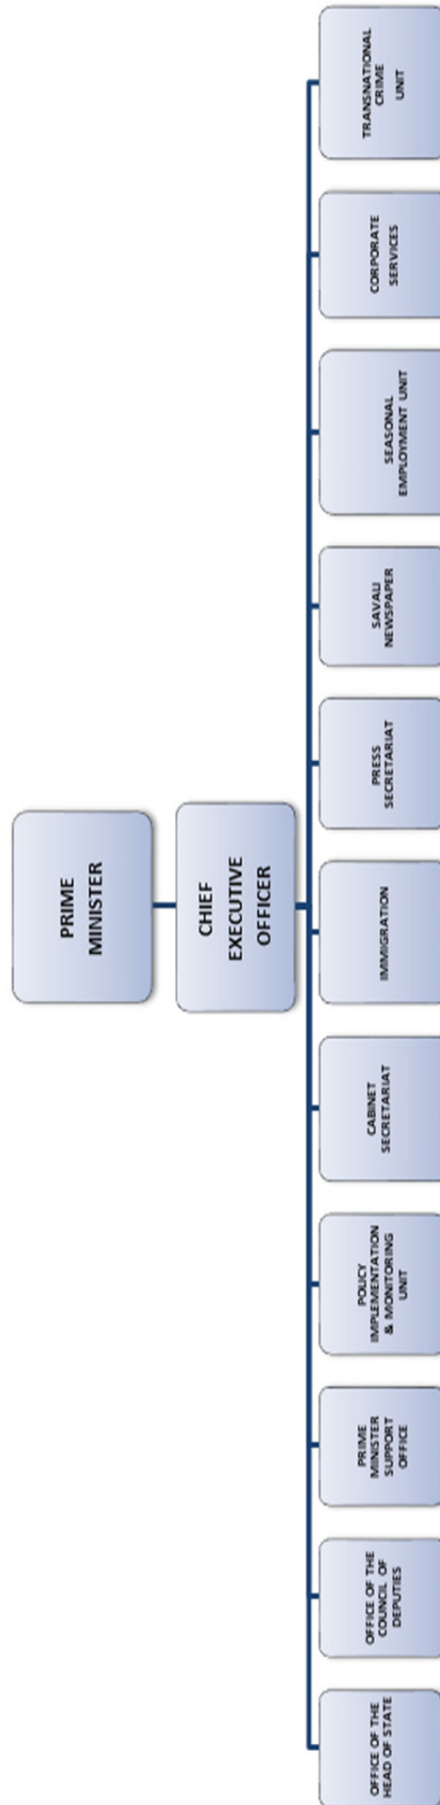 PRIME
MINISTER
CHIEF
EXECUTIVE
OFFICER
OFFICE OF THE
HEAD OF STATE
OFFICE OF THE
COUNCIL OF
DEPUTIES
PRIME
MINISTER
SUPPORT
OFFICE
POLICY
IMPLEMENTATION
& MONITORING
UNIT
CABINET
SECRETARIAT
IMMIGRATION
PRESS
SECRETARIAT
SAVALI
NEWSPAPER
SEASONAL
EMPLOYMENT UNIT
CORPORATE
SERVICES
TRANSNATIONAL
CRIME
UNIT